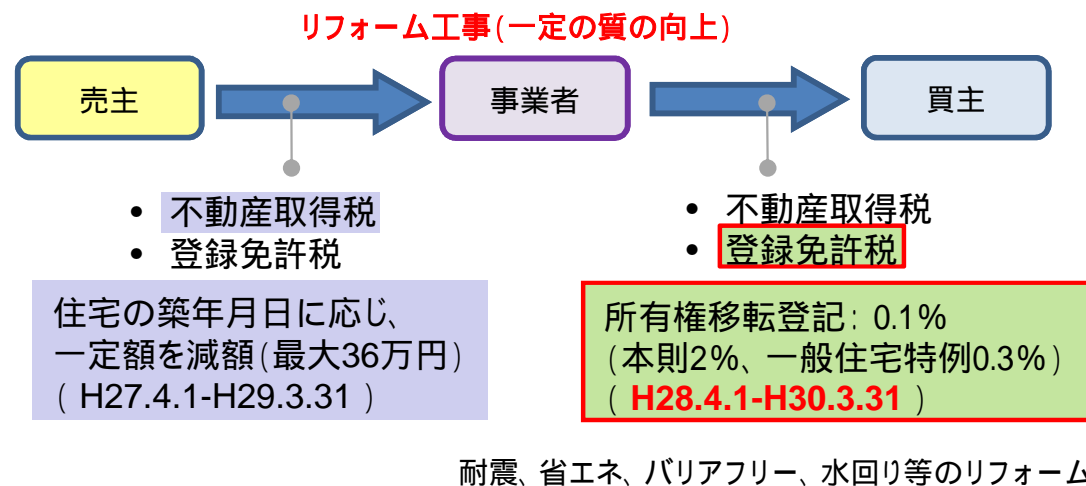 リフォーム工事(一定の質の向上)
売主
事業者
買主
• 不動産取得税
• 登録免許税
住宅の築年月日に応じ、
一定額を減額(最大36万円)
( H27.4.1-H29.3.31 )
• 不動産取得税
• 登録免許税
所有権移転登記: 0.1%
(本則2%、一般住宅特例0.3%)
( H28.4.1-H30.3.31 )
耐震、省エネ、バリアフリー、水回り等のリフォーム